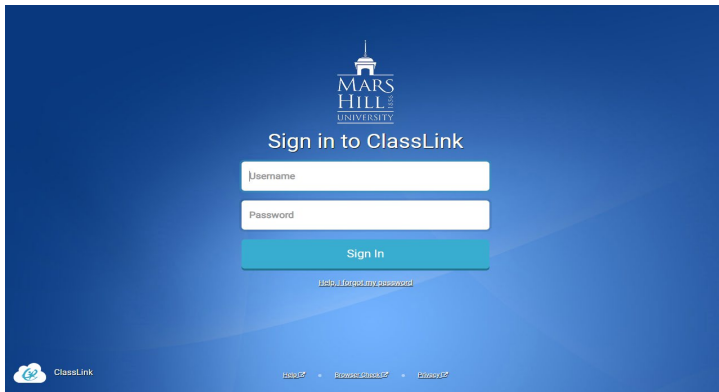 MARS
HILL
1856
UNIVERSITY
Sign in to ClassLink
Username
Password
Sign In
Help, I forgot my password
ClassLink
Help
Browser Check
Privacy